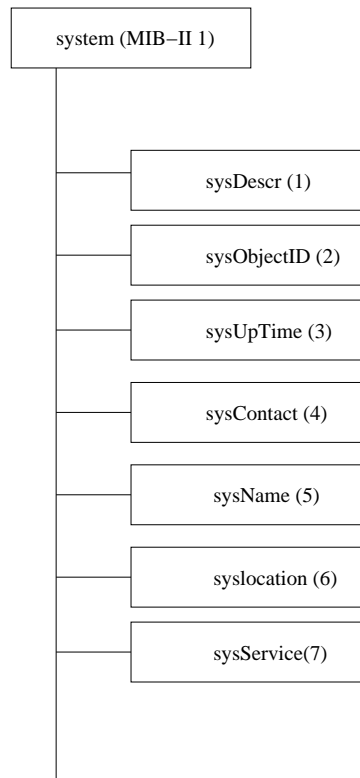 system (MIB−II 1)
sysDescr (1)
sysObjectID (2)
sysUpTime (3)
sysContact (4)
sysName (5)
syslocation (6)
sysService(7)